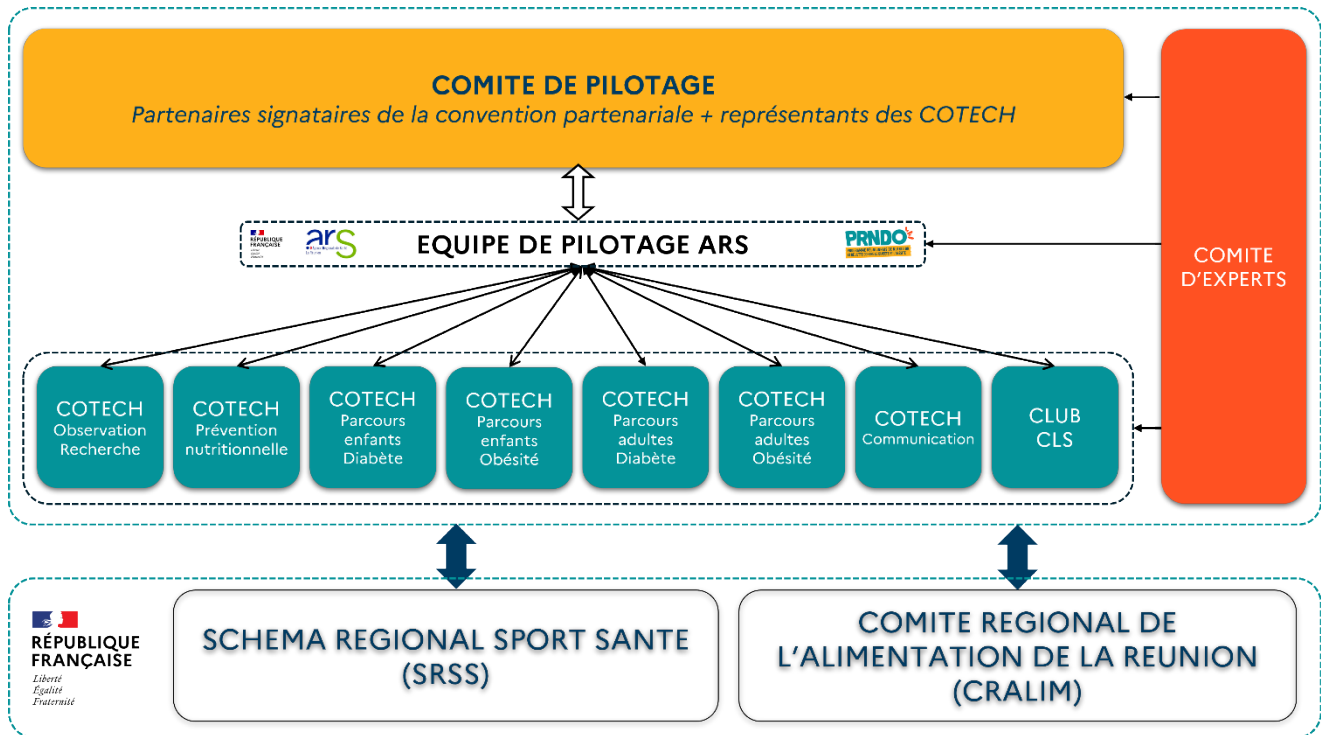 COMITE DE PILOTAGE
Partenaires signataires de la convention partenariale + représentants des COTECH
RÉPUBLIQUE
FRANÇAISE
ars
EQUIPE DE PILOTAGE ARS
PRNDO
COMITE
D'EXPERTS
COTECH
Observation
Recherche
COTECH
Prévention
nutritionnelle
COTECH
Parcours
enfants
Diabète
COTECH
Parcours
enfants
Obésité
COTECH
Parcours
adultes
Diabète
COTECH
Parcours
adultes
Obésité
COTECH
Communication
CLUB
CLS
RÉPUBLIQUE
FRANÇAISE
Liberté
Égalité
Fraternité
SCHEMA REGIONAL SPORT SANTE
(SRSS)
COMITE REGIONAL DE
L'ALIMENTATION DE LA REUNION
(CRALIM)